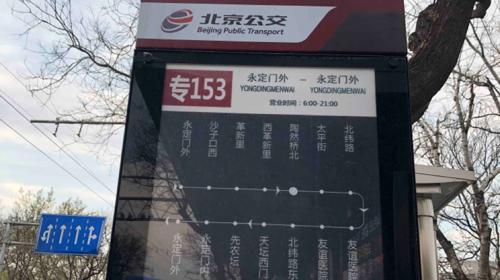 北京公交
Beijing Public Transport
专153
永定门外 – 永定门外
YONGDINGMENWAI YONGDINGMENWAI
营业时间：6:00-21:00
永定门外
沙子口西
革新里
西革新里
陶然桥北
太平街
北纬路
永定门外
永定门内
先农坛
天坛西门
北纬路东
友谊医院
友谊医院